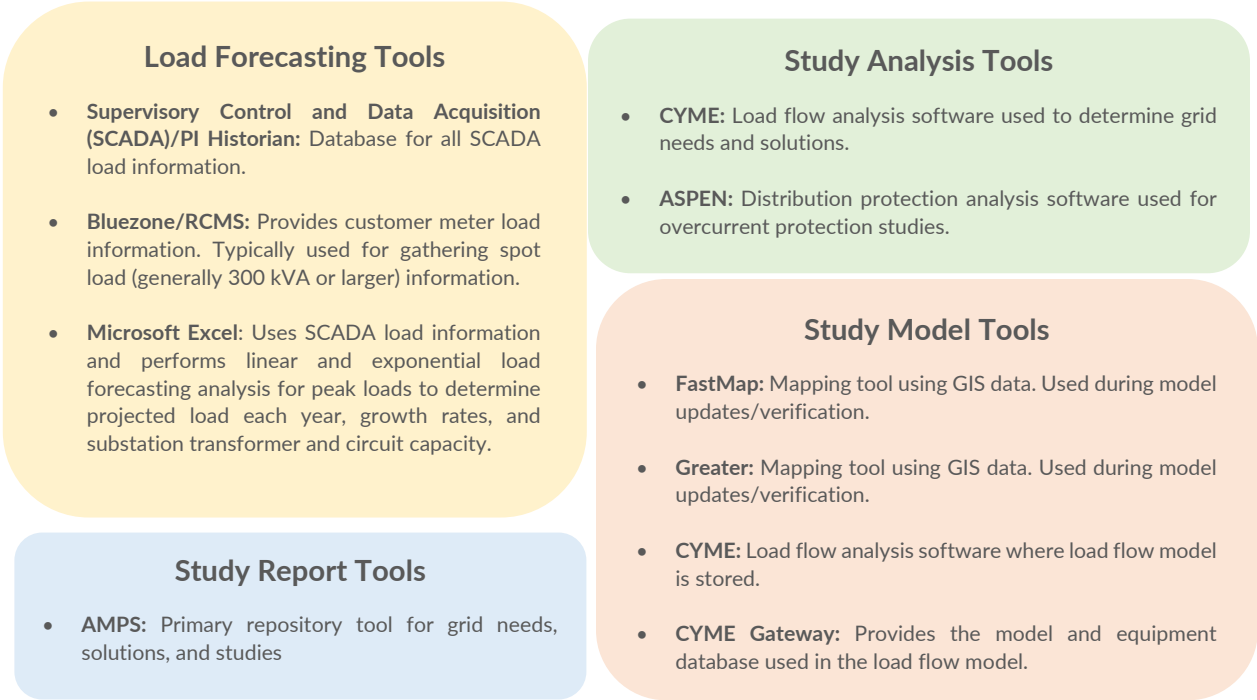 Load Forecasting Tools
• Supervisory Control and Data Acquisition
(SCADA)/PI Historian: Database for all SCADA
load information.
• Bluezone/RCMS: Provides customer meter load
information. Typically used for gathering spot
load (generally 300 kVA or larger) information.
• Microsoft Excel: Uses SCADA load information
and performs linear and exponential load
forecasting analysis for peak loads to determine
projected load each year, growth rates, and
substation transformer and circuit capacity.
Study Analysis Tools
• CYME: Load flow analysis software used to determine grid
needs and solutions.
• ASPEN: Distribution protection analysis software used for
overcurrent protection studies.
Study Report Tools
• AMPS: Primary repository tool for grid needs,
solutions, and studies
Study Model Tools
• FastMap: Mapping tool using GIS data. Used during model
updates/verification.
• Greater: Mapping tool using GIS data. Used during model
updates/verification.
• CYME: Load flow analysis software where load flow model
is stored.
• CYME Gateway: Provides the model and equipment
database used in the load flow model.